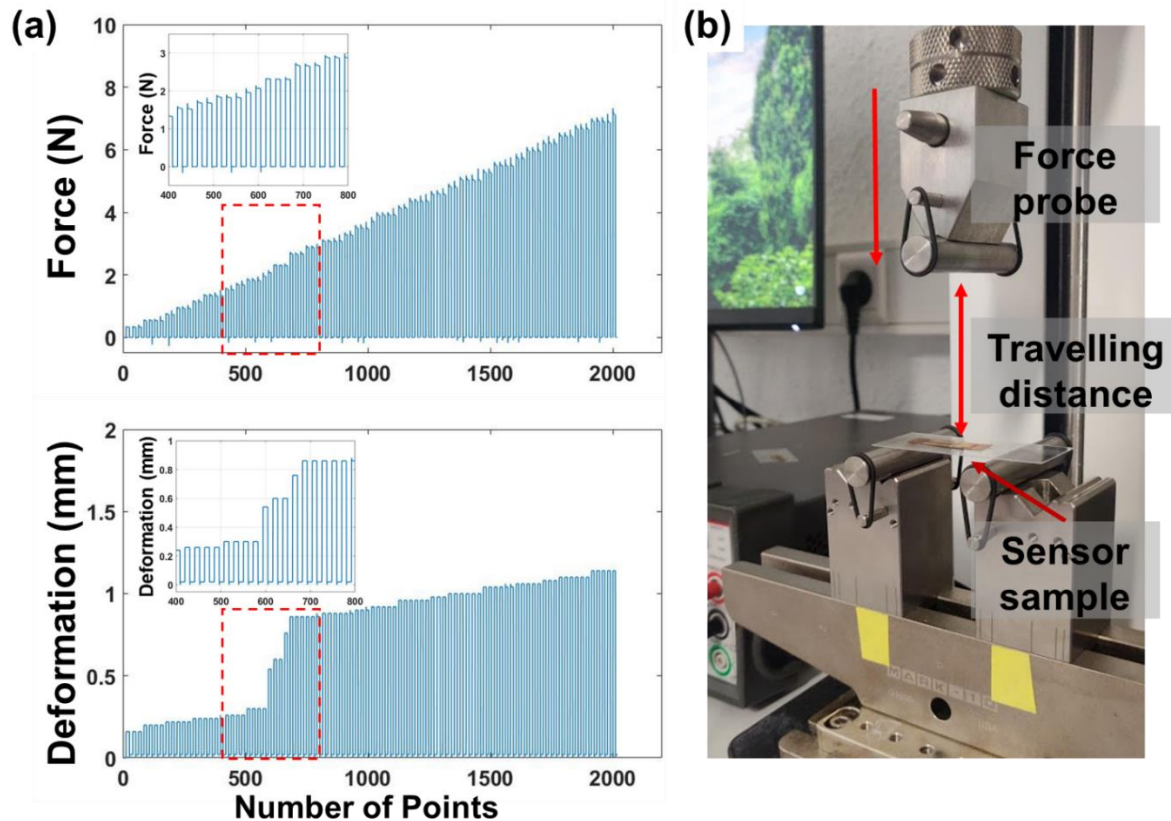 (a)
10
8
6
4
2
0
Force (N)
3
2
1
0
Force (N)
400 500 600 700 800
0 500 1000 1500 2000
2
1.5
1
0.5
0
Deformation (mm)
1
0.8
0.6
0.4
0.2
0
Deformation (mm)
400 500 600 700 800
0 500 1000 1500 2000
Number of Points
(b)
Force
probe
Travelling
distance
Sensor
sample
MARK-10